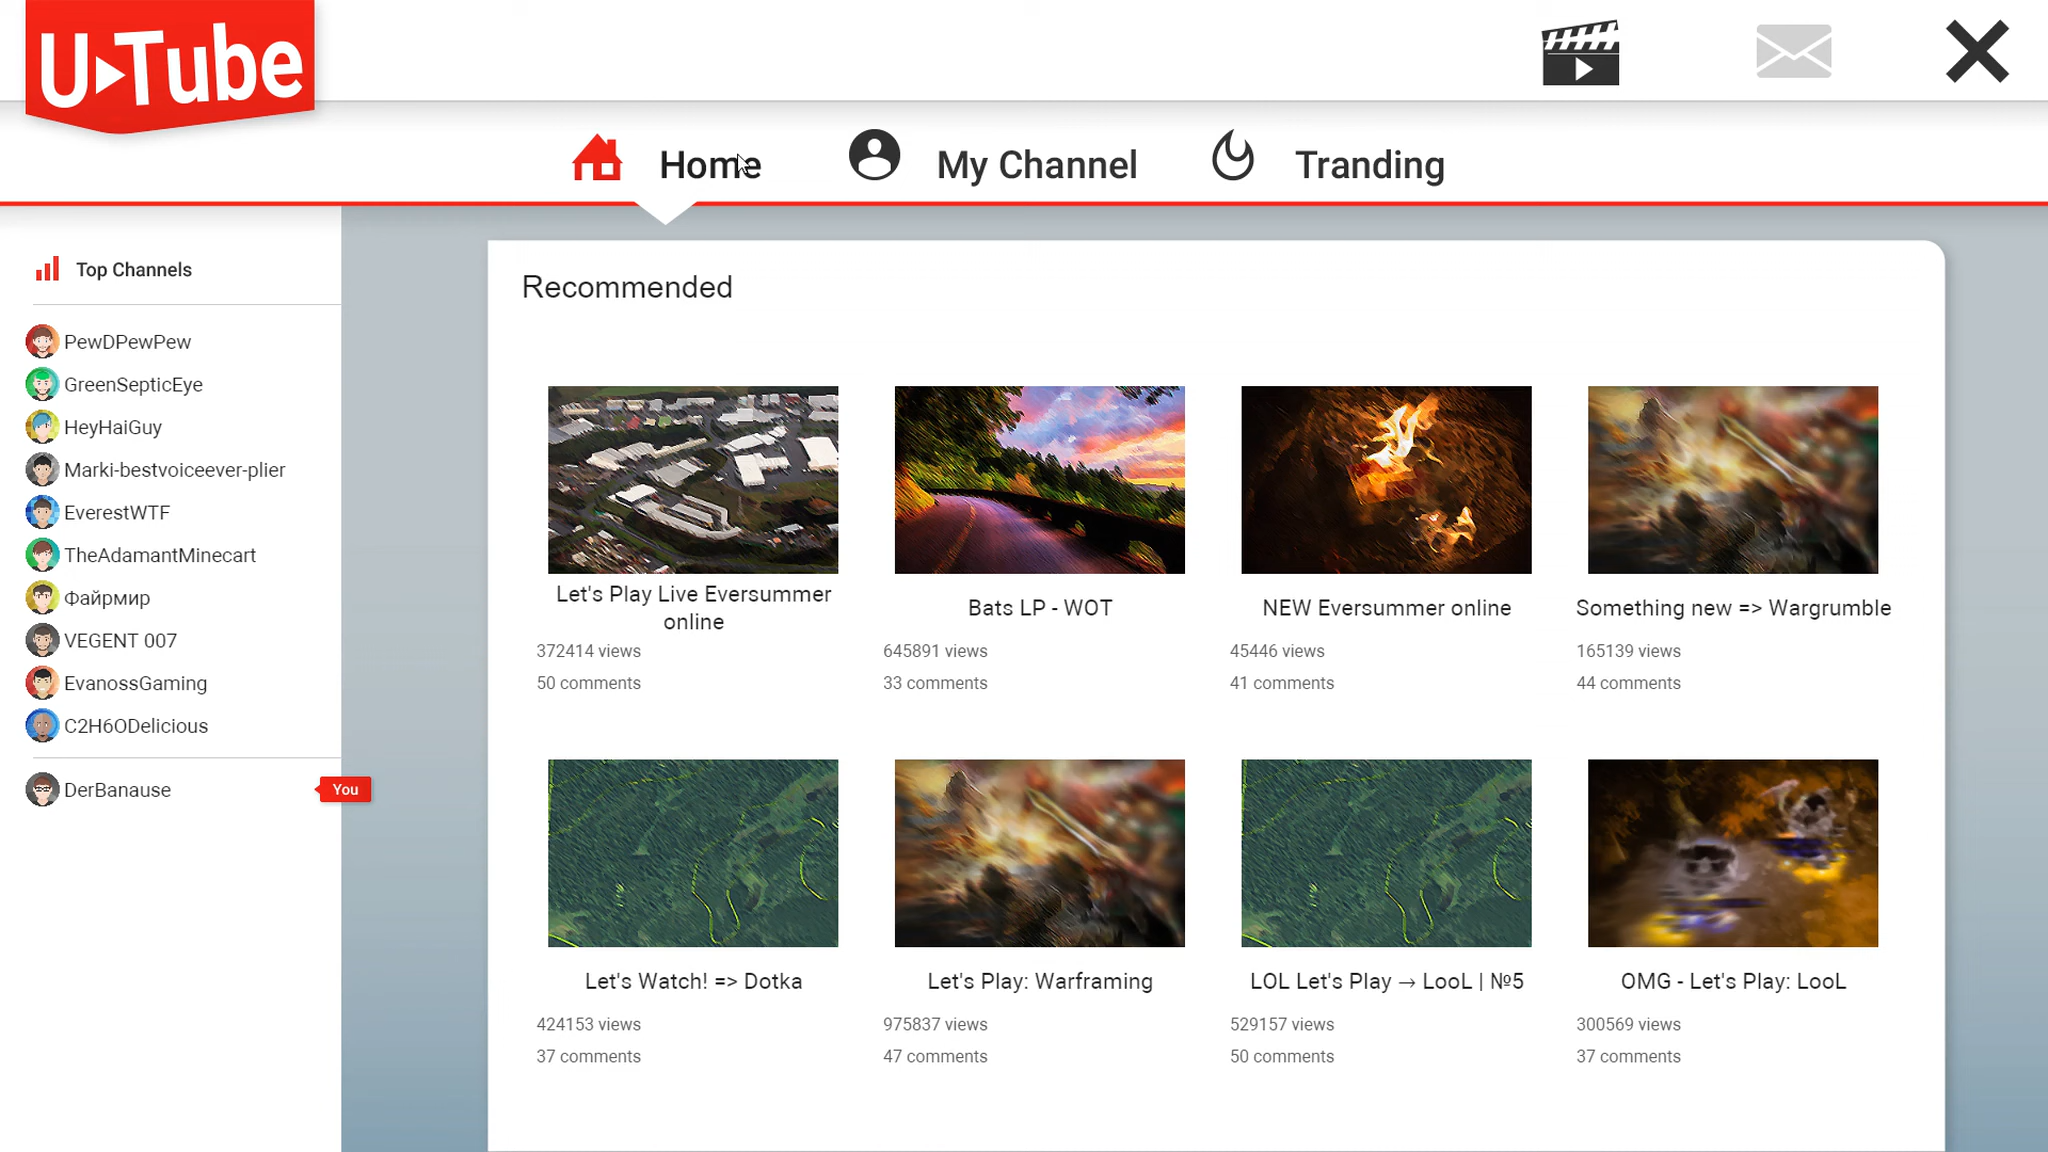 U Tube
Home
My Channel
Tranding
Top Channels
PewDPewPew
GreenSepticEye
HeyHaiGuy
Marki-bestvoiceever-plier
EverestWTF
TheAdamantMinecart
Файрмир
VEGENT 007
EvanossGaming
C2H6ODelicious
DerBanause
You
Recommended
Let's Play Live Eversummer
online
372414 views
50 comments
Bats LP - WOT
645891 views
33 comments
NEW Eversummer online
45446 views
41 comments
Something new => Wargrumble
165139 views
44 comments
Let's Watch! => Dotka
424153 views
37 comments
Let's Play: Warframing
975837 views
47 comments
LOL Let's Play → LooL | №5
529157 views
50 comments
OMG - Let's Play: LooL
300569 views
37 comments